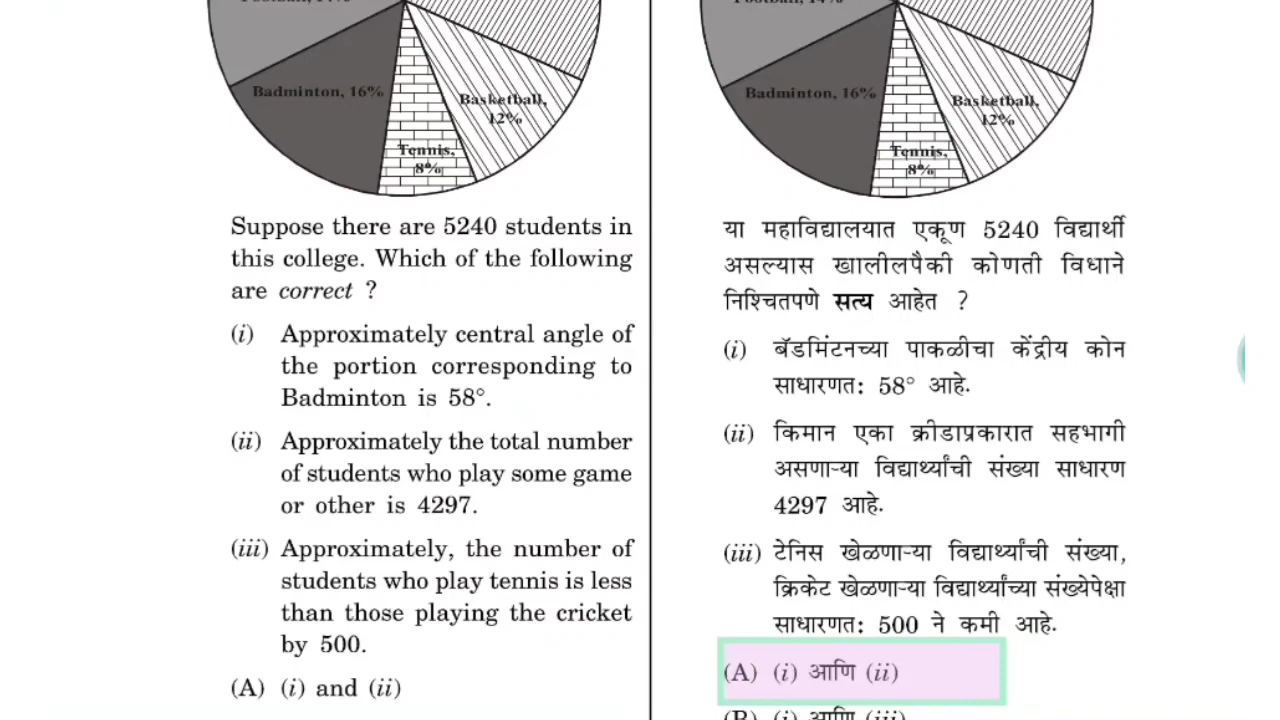 Badminton, 16%
Basketball,
12%
Tennis,
8%
Suppose there are 5240 students in
this college. Which of the following
are correct ?
(i) Approximately central angle of
the portion corresponding to
Badminton is 58°.
(ii) Approximately the total number
of students who play some game
or other is 4297.
(iii) Approximately, the number of
students who play tennis is less
than those playing the cricket
by 500.
(A) (i) and (ii)
Badminton, 16%
Basketball,
12%
Tennis,
8%
या महाविद्यालयात एकूण 5240 विद्यार्थी
असल्यास खालीलपैकी कोणती विधाने
निश्चितपणे सत्य आहेत ?
(i) बॅडमिंटनच्या पाकळीचा केंद्रीय कोन
साधारणत: 58° आहे.
(ii) किमान एका क्रीडाप्रकारात सहभागी
असणाऱ्या विद्यार्थ्यांची संख्या साधारण
4297 आहे.
(iii) टेनिस खेळणाऱ्या विद्यार्थ्यांची संख्या,
क्रिकेट खेळणाऱ्या विद्यार्थ्यांच्या संख्येपेक्षा
साधारणत: 500 ने कमी आहे.
(A) (i) आणि (ii)